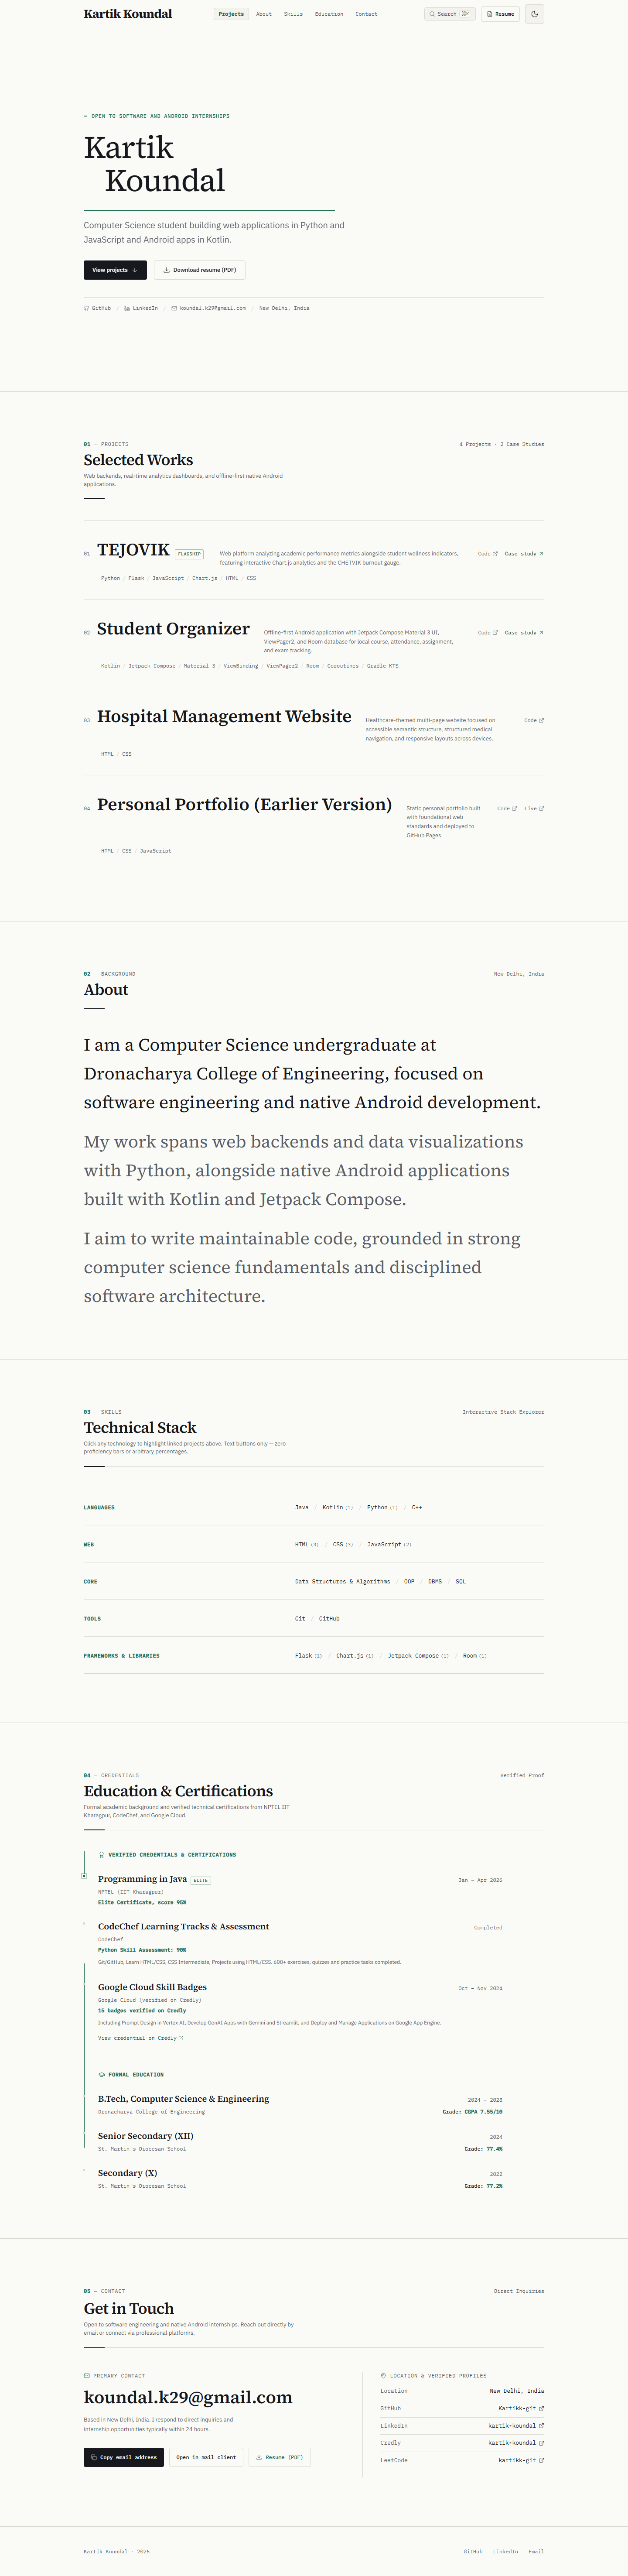 Kartik Koundal
Projects About Skills Education Contact
Search ⌘K
Resume
— OPEN TO SOFTWARE AND ANDROID INTERNSHIPS
Kartik
Koundal
Computer Science student building web applications in Python and
JavaScript and Android apps in Kotlin.
View projects ↓
Download resume (PDF)
GitHub / LinkedIn / koundal.k29@gmail.com / New Delhi, India
01 — PROJECTS
4 Projects · 2 Case Studies
Selected Works
Web backends, real-time analytics dashboards, and offline-first native Android
applications.
01 TEJOVIK FLAGSHIP
Web platform analyzing academic performance metrics alongside student wellness indicators,
featuring interactive Chart.js analytics and the CHETVIK burnout gauge.
Code Case study
Python / Flask / JavaScript / Chart.js / HTML / CSS
02 Student Organizer
Offline-first Android application with Jetpack Compose Material 3 UI,
ViewPager2, and Room database for local course, attendance, assignment,
and exam tracking.
Code Case study
Kotlin / Jetpack Compose / Material 3 / ViewBinding / ViewPager2 / Room / Coroutines / Gradle KTS
03 Hospital Management Website
Healthcare-themed multi-page website focused on
accessible semantic structure, structured medical
navigation, and responsive layouts across devices.
Code
HTML / CSS
04 Personal Portfolio (Earlier Version)
Static personal portfolio built
with foundational web
standards and deployed to
GitHub Pages.
Code Live
HTML / CSS / JavaScript
02 — BACKGROUND
New Delhi, India
About
I am a Computer Science undergraduate at
Dronacharya College of Engineering, focused on
software engineering and native Android development.
My work spans web backends and data visualizations
with Python, alongside native Android applications
built with Kotlin and Jetpack Compose.
I aim to write maintainable code, grounded in strong
computer science fundamentals and disciplined
software architecture.
03 — SKILLS
Interactive Stack Explorer
Technical Stack
Click any technology to highlight linked projects above. Text buttons only — zero
proficiency bars or arbitrary percentages.
LANGUAGES
Java / Kotlin (1) / Python (1) / C++
WEB
HTML (3) / CSS (3) / JavaScript (2)
CORE
Data Structures & Algorithms / OOP / DBMS / SQL
TOOLS
Git / GitHub
FRAMEWORKS & LIBRARIES
Flask (1) / Chart.js (1) / Jetpack Compose (1) / Room (1)
04 — CREDENTIALS
Verified Proof
Education & Certifications
Formal academic background and verified technical certifications from NPTEL IIT
Kharagpur, CodeChef, and Google Cloud.
VERIFIED CREDENTIALS & CERTIFICATIONS
Programming in Java ELITE
Jan – Apr 2026
NPTEL (IIT Kharagpur)
Elite Certificate, score 95%
CodeChef Learning Tracks & Assessment
Completed
CodeChef
Python Skill Assessment: 90%
Git/GitHub, Learn HTML/CSS, CSS Intermediate, Projects using HTML/CSS. 600+ exercises, quizzes and practice tasks completed.
Google Cloud Skill Badges
Oct – Nov 2024
Google Cloud (verified on Credly)
15 badges verified on Credly
Including Prompt Design in Vertex AI, Develop GenAI Apps with Gemini and Streamlit, and Deploy and Manage Applications on Google App Engine.
View credential on Credly
FORMAL EDUCATION
B.Tech, Computer Science & Engineering
2024 – 2028
Dronacharya College of Engineering
Grade: CGPA 7.55/10
Senior Secondary (XII)
2024
St. Martin's Diocesan School
Grade: 77.4%
Secondary (X)
2022
St. Martin's Diocesan School
Grade: 77.2%
05 — CONTACT
Direct Inquiries
Get in Touch
Open to software engineering and native Android internships. Reach out directly by
email or connect via professional platforms.
PRIMARY CONTACT
koundal.k29@gmail.com
Based in New Delhi, India. I respond to direct inquiries and
internship opportunities typically within 24 hours.
Copy email address
Open in mail client
Resume (PDF)
LOCATION & VERIFIED PROFILES
Location New Delhi, India
GitHub Kartikk-git
LinkedIn kartik-koundal
Credly kartik-koundal
LeetCode kartikk-git
Kartik Koundal · 2026
GitHub LinkedIn Email